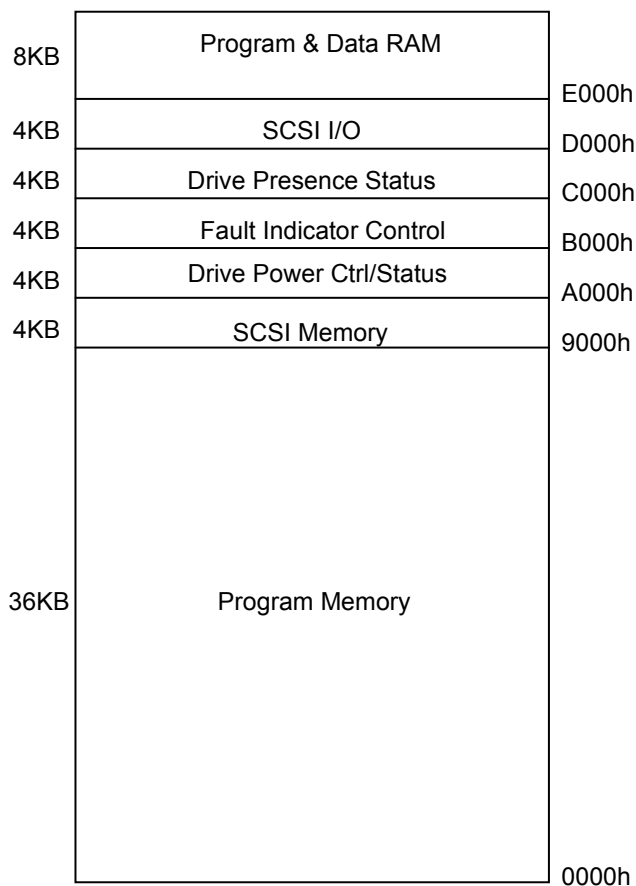 8KB Program & Data RAM
E000h
4KB SCSI I/O
D000h
4KB Drive Presence Status
C000h
4KB Fault Indicator Control
B000h
4KB Drive Power Ctrl/Status
A000h
4KB SCSI Memory
9000h
36KB Program Memory
0000h